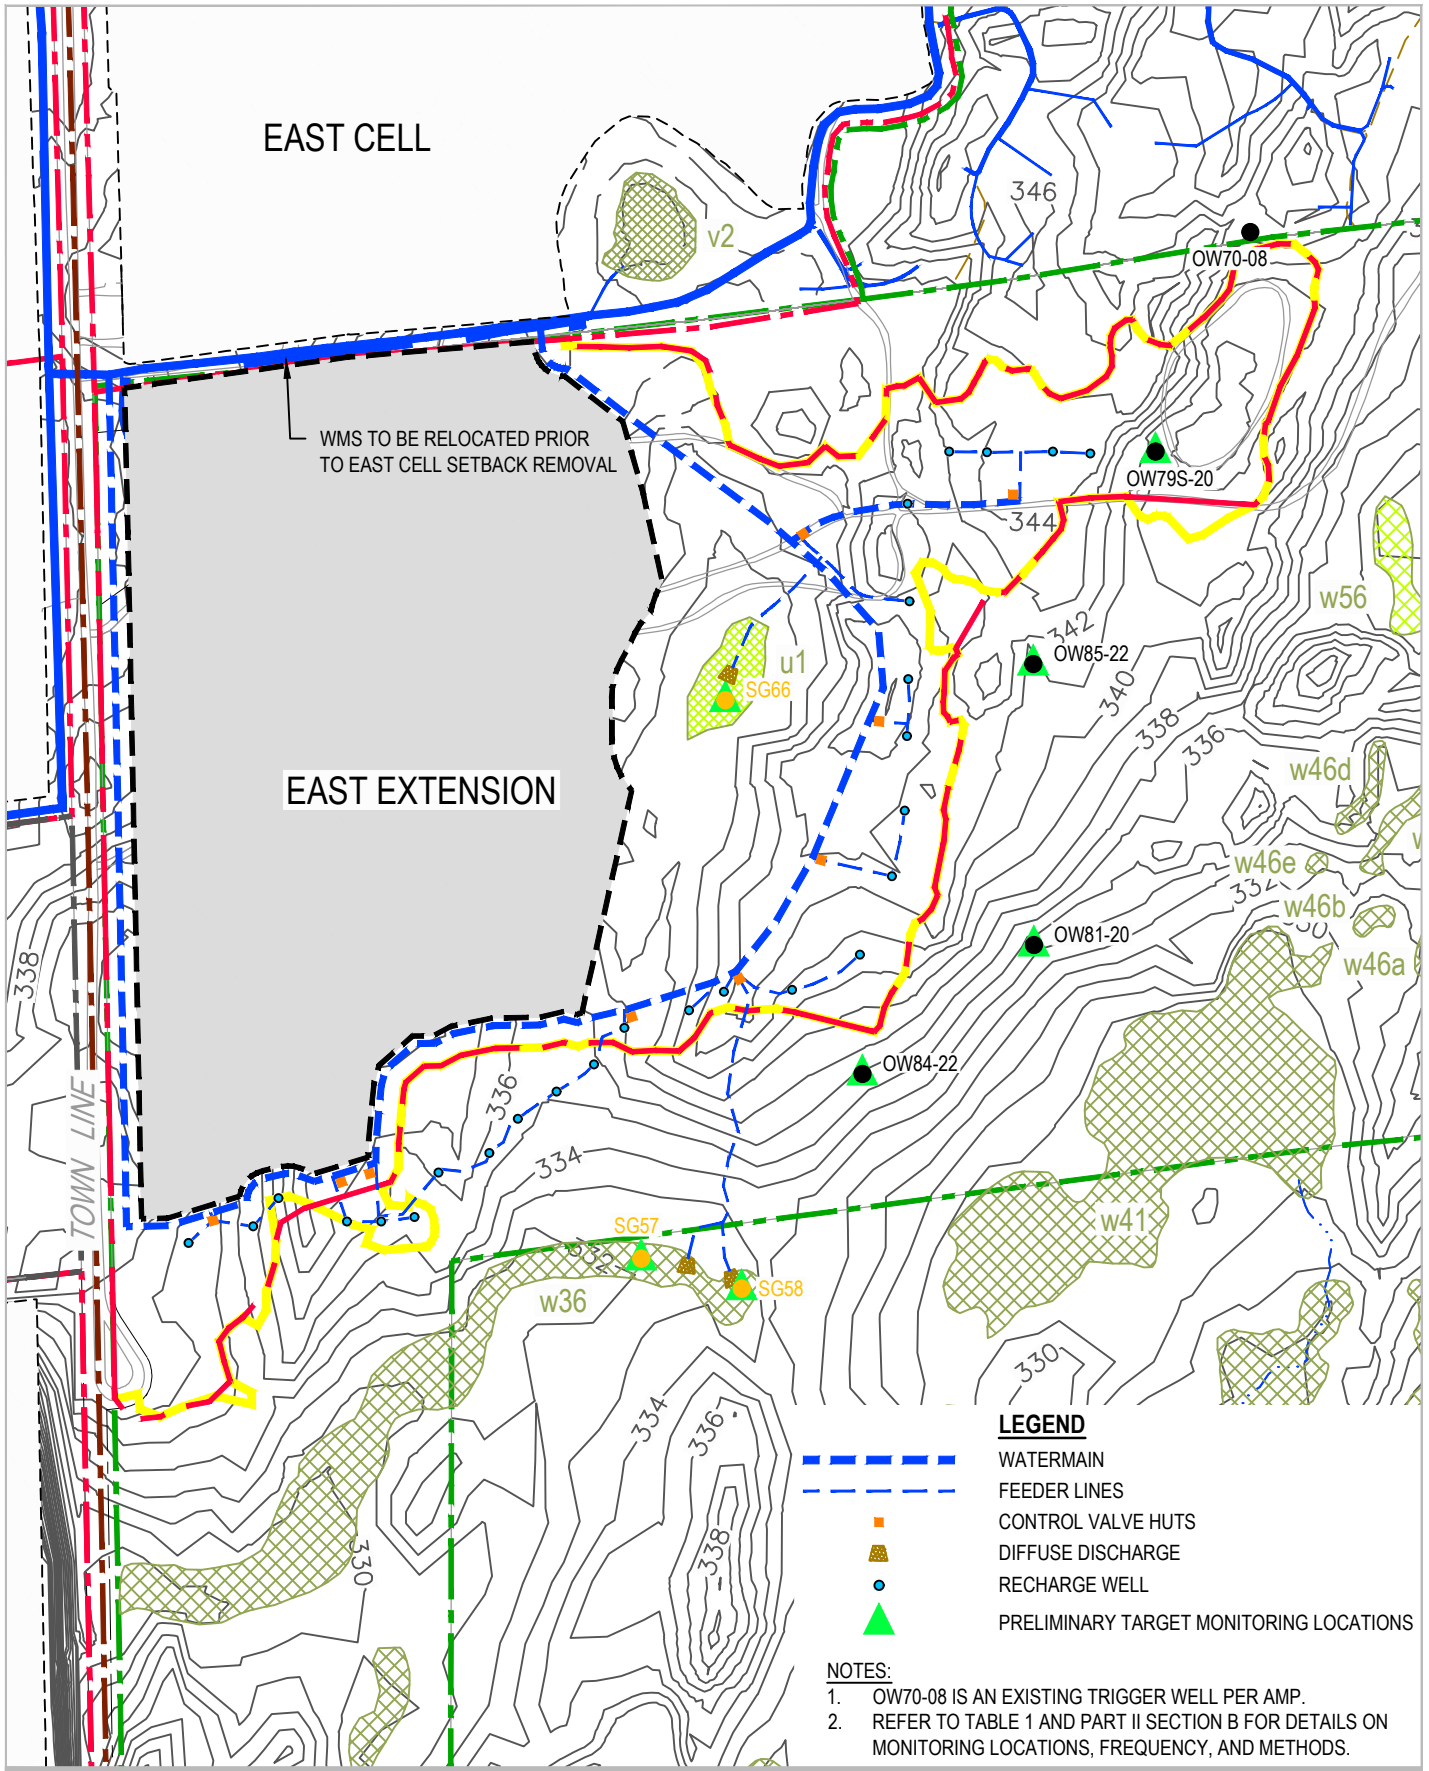 EAST CELL
v2
346
OW70-08
WMS TO BE RELOCATED PRIOR
TO EAST CELL SETBACK REMOVAL
OW79S-20
344
w56
342
OW85-22
u1
SG66
340
338
336
EAST EXTENSION
w46d
w46e
332
w46b
330
w46a
OW81-20
338
OW84-22
336
334
TOWN LINE
SG57
332
SG58
w36
w41
330
334
336
338
330
LEGEND
WATERMAIN
FEEDER LINES
CONTROL VALVE HUTS
DIFFUSE DISCHARGE
RECHARGE WELL
PRELIMINARY TARGET MONITORING LOCATIONS
NOTES:
1. OW70-08 IS AN EXISTING TRIGGER WELL PER AMP.
2. REFER TO TABLE 1 AND PART II SECTION B FOR DETAILS ON
MONITORING LOCATIONS, FREQUENCY, AND METHODS.